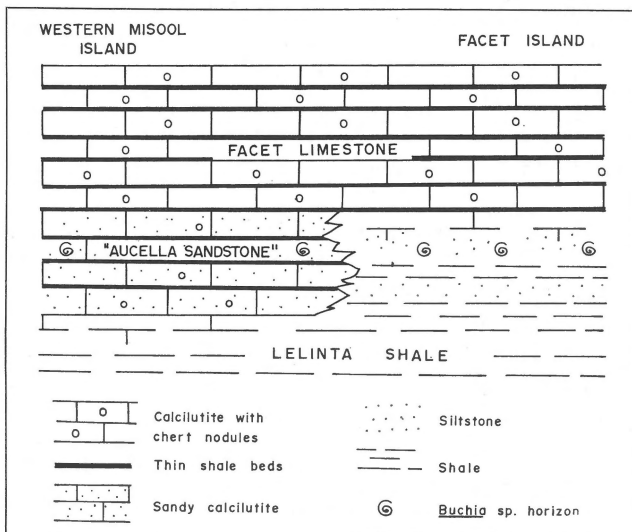 WESTERN MISOOL
ISLAND
FACET ISLAND
FACET LIMESTONE
"AUCELLA SANDSTONE"
LELINTA SHALE
Calcilutite with
chert nodules
Thin shale beds
Sandy calcilutite
Siltstone
Shale
Buchia sp. horizon